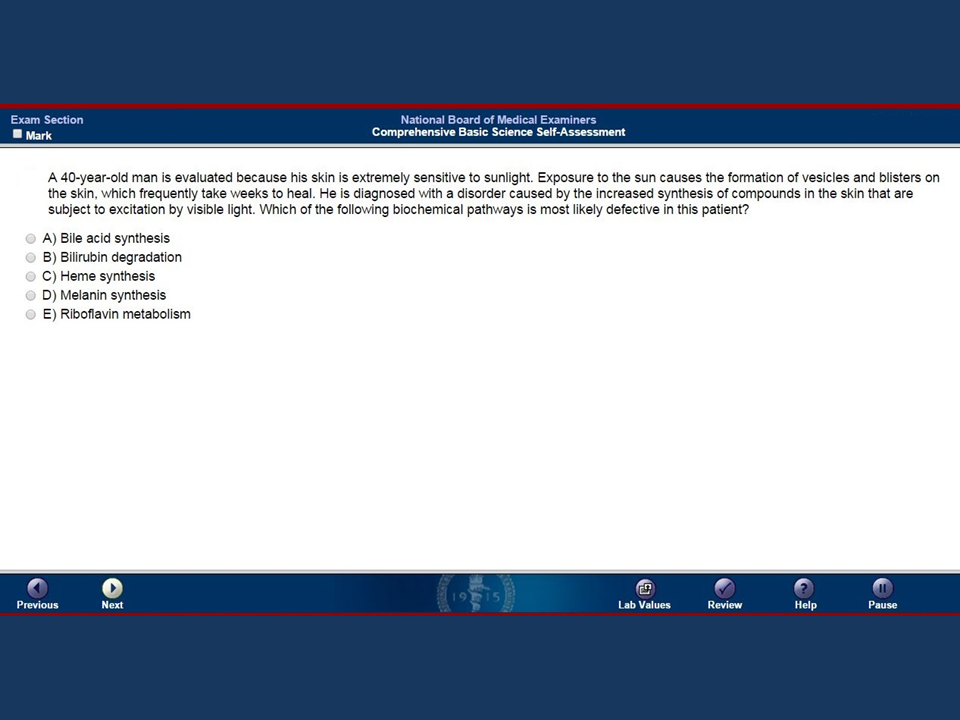 Exam Section
Mark
National Board of Medical Examiners
Comprehensive Basic Science Self-Assessment
A 40-year-old man is evaluated because his skin is extremely sensitive to sunlight. Exposure to the sun causes the formation of vesicles and blisters on
the skin, which frequently take weeks to heal. He is diagnosed with a disorder caused by the increased synthesis of compounds in the skin that are
subject to excitation by visible light. Which of the following biochemical pathways is most likely defective in this patient?
A) Bile acid synthesis
B) Bilirubin degradation
C) Heme synthesis
D) Melanin synthesis
E) Riboflavin metabolism
Previous
Next
1915
Lab Values
Review
Help
Pause